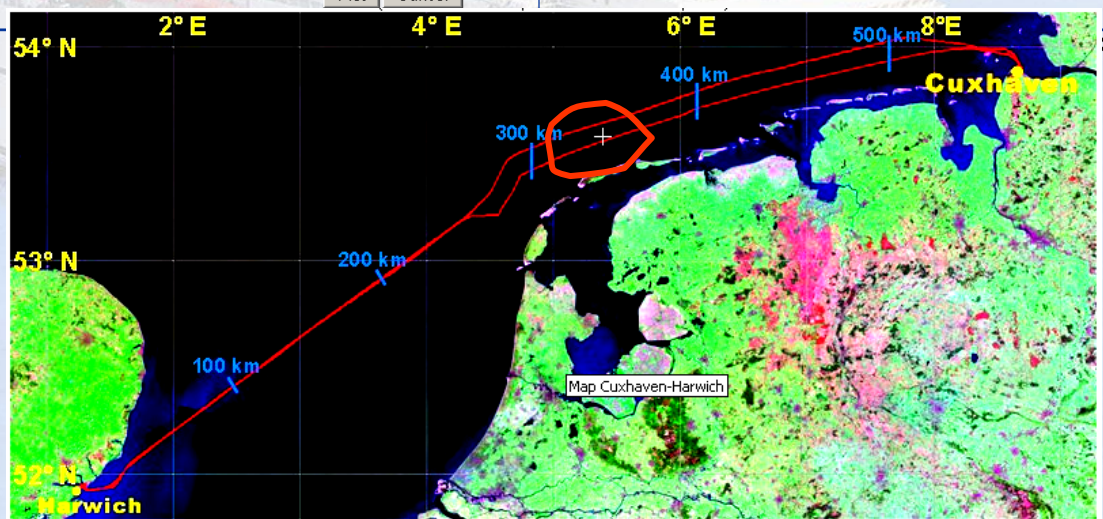 2° E
4° E
6° E
8° E
54° N
500 km
400 km
Cuxhaven
300 km
53° N
200 km
100 km
Map Cuxhaven-Harwich
52° N
Harwich